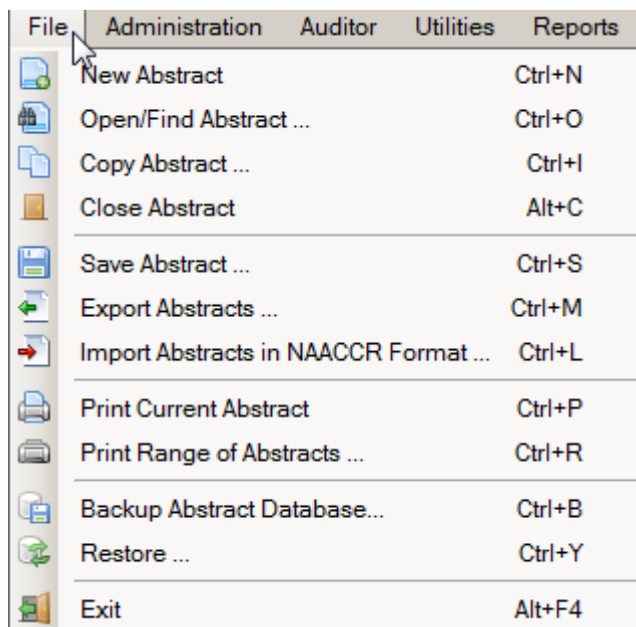 File Administration Auditor Utilities Reports
New Abstract Ctrl+N
Open/Find Abstract ... Ctrl+O
Copy Abstract ... Ctrl+I
Close Abstract Alt+C
Save Abstract ... Ctrl+S
Export Abstracts ... Ctrl+M
Import Abstracts in NAACCR Format ... Ctrl+L
Print Current Abstract Ctrl+P
Print Range of Abstracts ... Ctrl+R
Backup Abstract Database... Ctrl+B
Restore ... Ctrl+Y
Exit Alt+F4